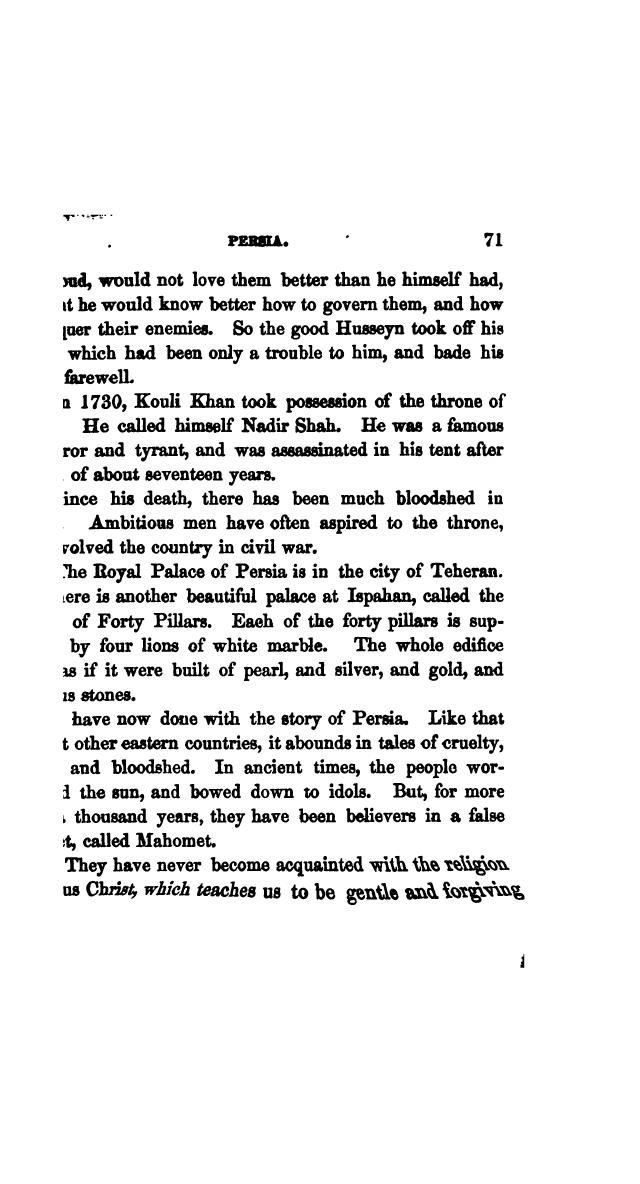 PERSIA. 71
would not love them better than he himself had,
he would know better how to govern them, and how
their enemies. So the good Husseyn took off his
which had been only a trouble to him, and bade his
farewell.
1730, Kouli Khan took possession of the throne of
He called himself Nadir Shah. He was a famous
ror and tyrant, and was assassinated in his tent after
of about seventeen years.
ince his death, there has been much bloodshed in
Ambitious men have often aspired to the throne,
volved the country in civil war.
he Royal Palace of Persia is in the city of Teheran.
ere is another beautiful palace at Ispahan, called the
of Forty Pillars. Each of the forty pillars is sup-
by four lions of white marble. The whole edifice
as if it were built of pearl, and silver, and gold, and
stones.
have now done with the story of Persia. Like that
t other eastern countries, it abounds in tales of cruelty,
and bloodshed. In ancient times, the people wor-
d the sun, and bowed down to idols. But, for more
thousand years, they have been believers in a false
t, called Mahomet.
They have never become acquainted with the religion
us Christ, which teaches us to be gentle and forgiving